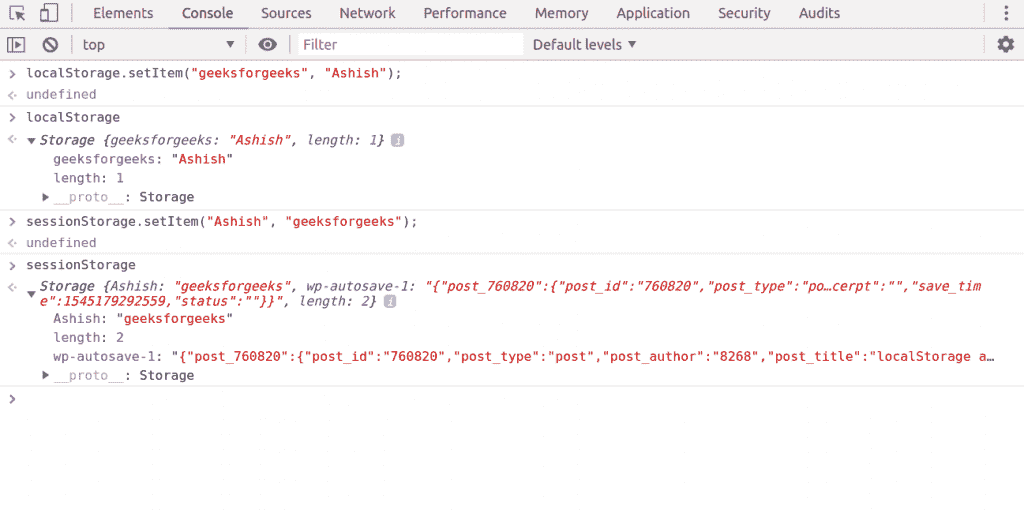 Elements Console Sources Network Performance Memory Application Security Audits
top Filter Default levels
localStorage.setItem("geeksforgeeks", "Ashish");
undefined
localStorage
Storage {geeksforgeeks: "Ashish", length: 1} i
geeksforgeeks: "Ashish"
length: 1
__proto__: Storage
sessionStorage.setItem("Ashish", "geeksforgeeks");
undefined
sessionStorage
Storage {Ashish: "geeksforgeeks", wp-autosave-1: "{"post_760820":{"post_id":"760820","post_type":"po…cerpt":"","save_tim
e":1545179292559,"status":""}}", length: 2} i
Ashish: "geeksforgeeks"
length: 2
wp-autosave-1: "{"post_760820":{"post_id":"760820","post_type":"post","post_author":"8268","post_title":"localStorage a…
__proto__: Storage